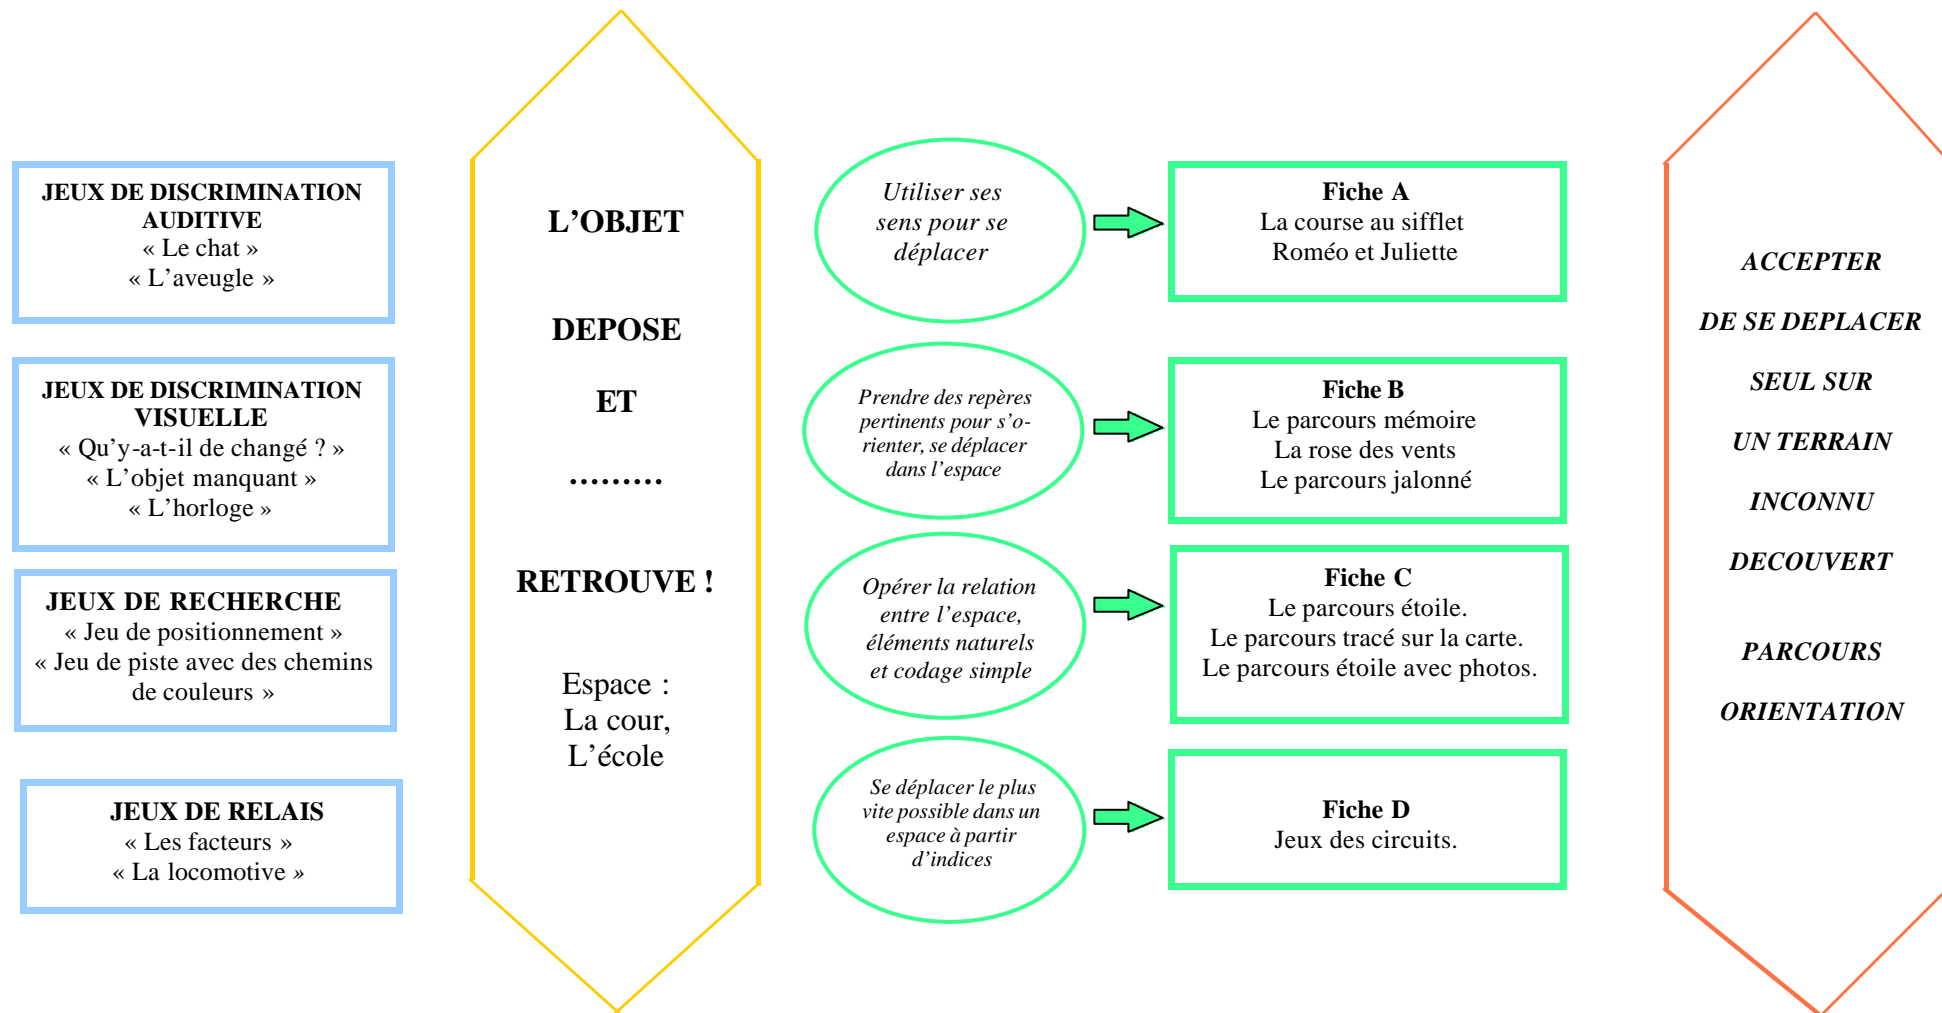 JEUX DE DISCRIMINATION
AUDITIVE
« Le chat »
« L’aveugle »
JEUX DE DISCRIMINATION
VISUELLE
« Qu’y-a-t-il de changé ? »
« L’objet manquant »
« L’horloge »
JEUX DE RECHERCHE
« Jeu de positionnement »
« Jeu de piste avec des chemins
de couleurs »
JEUX DE RELAIS
« Les facteurs »
« La locomotive »
L’OBJET
DEPOSE
ET
.........
RETROUVE !
Espace :
La cour,
L’école
Utiliser ses
sens pour se
déplacer
Prendre des repères
pertinents pour s’o-
rienter, se déplacer
dans l’espace
Opérer la relation
entre l’espace,
éléments naturels
et codage simple
Se déplacer le plus
vite possible dans un
espace à partir
d’indices
Fiche A
La course au sifflet
Roméo et Juliette
Fiche B
Le parcours mémoire
La rose des vents
Le parcours jalonné
Fiche C
Le parcours étoile.
Le parcours tracé sur la carte.
Le parcours étoile avec photos.
Fiche D
Jeux des circuits.
ACCEPTER
DE SE DEPLACER
SEUL SUR
UN TERRAIN
INCONNU
DECOUVERT
PARCOURS
ORIENTATION